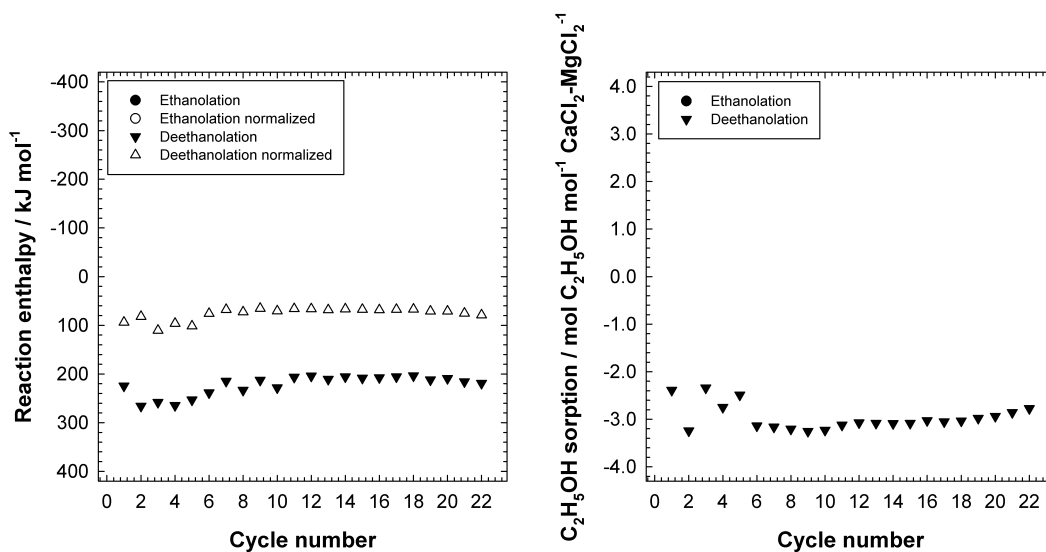 Reaction enthalpy / kJ mol⁻¹
-400
-300
-200
-100
0
100
200
300
400
Ethanolation
Ethanolation normalized
Deethanolation
Deethanolation normalized
0 2 4 6 8 10 12 14 16 18 20 22
Cycle number
C₂H₅OH sorption / mol C₂H₅OH mol⁻¹ CaCl₂-MgCl₂⁻¹
4.0
3.0
2.0
1.0
0.0
-1.0
-2.0
-3.0
-4.0
Ethanolation
Deethanolation
0 2 4 6 8 10 12 14 16 18 20 22
Cycle number